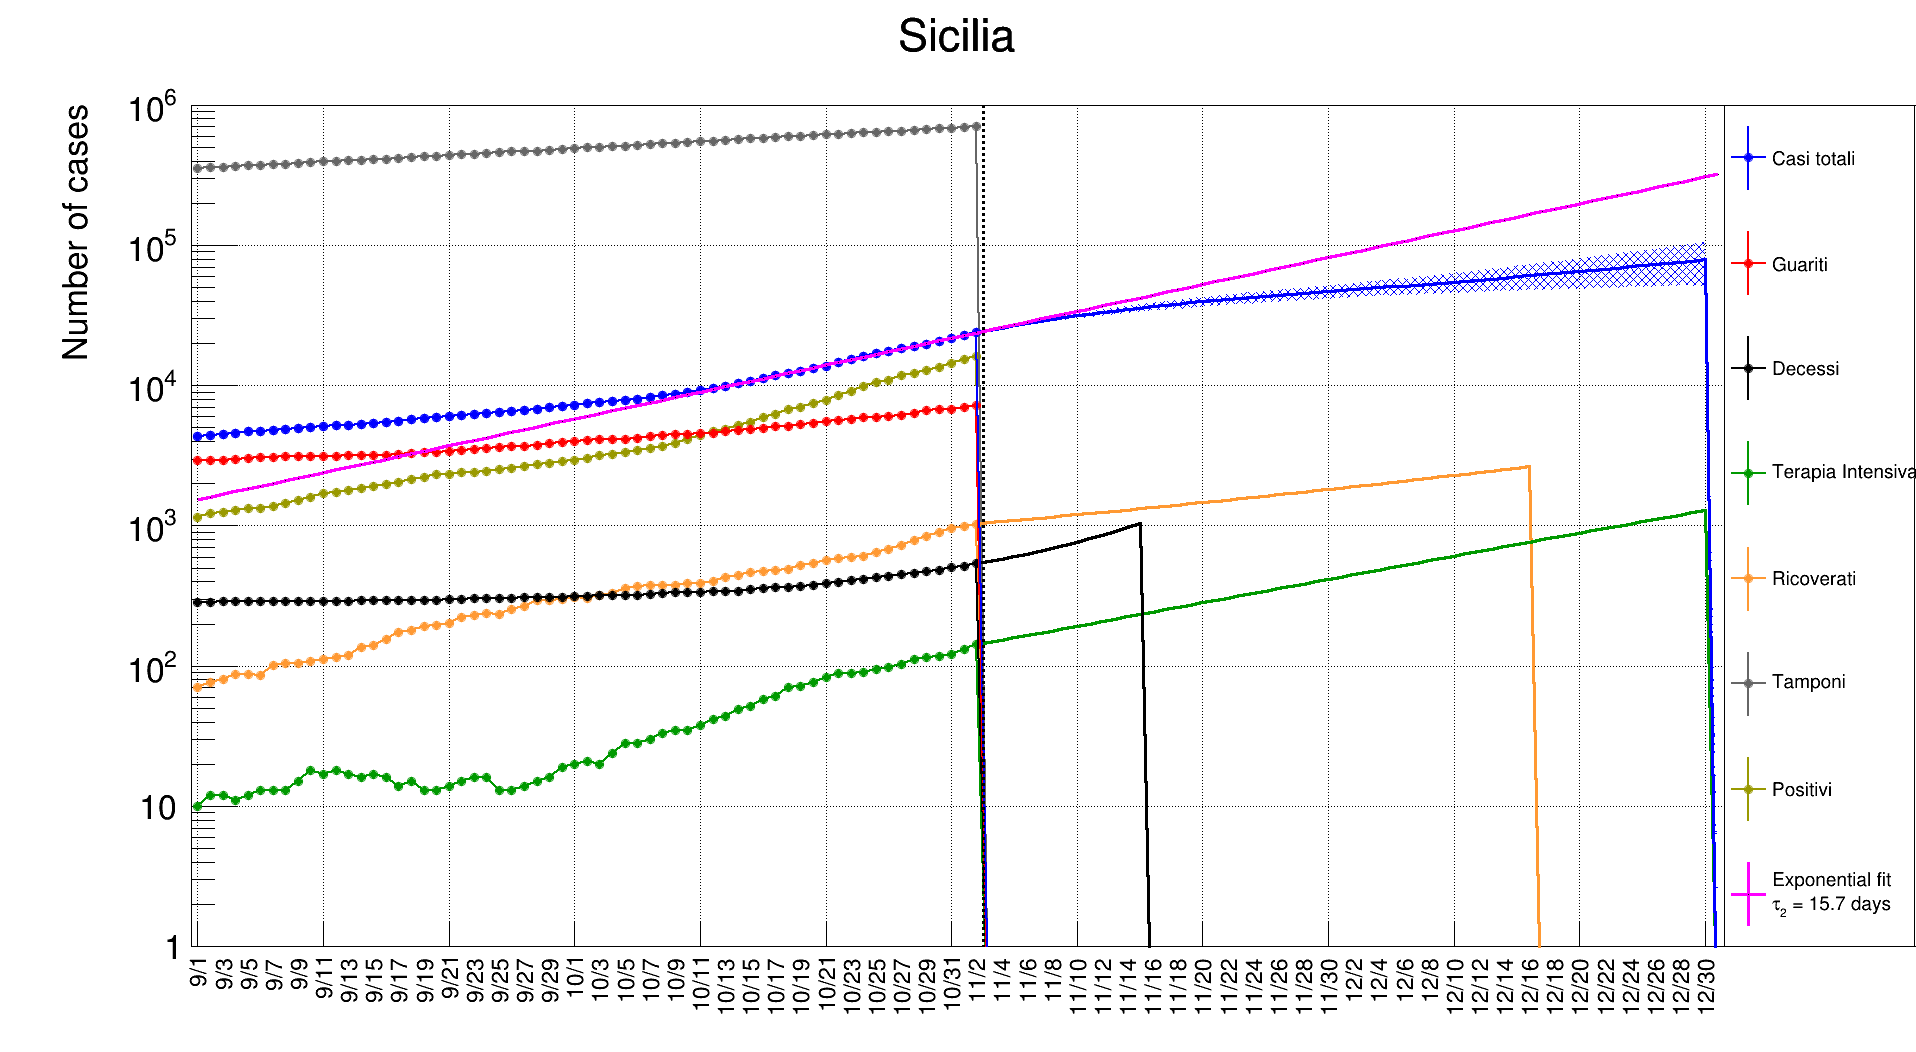 Sicilia
Number of cases
10^6
10^5
10^4
10^3
10^2
10
1
9/1 9/3 9/5 9/7 9/9 9/11 9/13 9/15 9/17 9/19 9/21 9/23 9/25 9/27 9/29 10/1 10/3 10/5 10/7 10/9 10/11 10/13 10/15 10/17 10/19 10/21 10/23 10/25 10/27 10/29 10/31 11/2 11/4 11/6 11/8 11/10 11/12 11/14 11/16 11/18 11/20 11/22 11/24 11/26 11/28 11/30 12/2 12/4 12/6 12/8 12/10 12/12 12/14 12/16 12/18 12/20 12/22 12/24 12/26 12/28 12/30
Casi totali
Guariti
Decessi
Terapia Intensiva
Ricoverati
Tamponi
Positivi
Exponential fit
τ₂ = 15.7 days